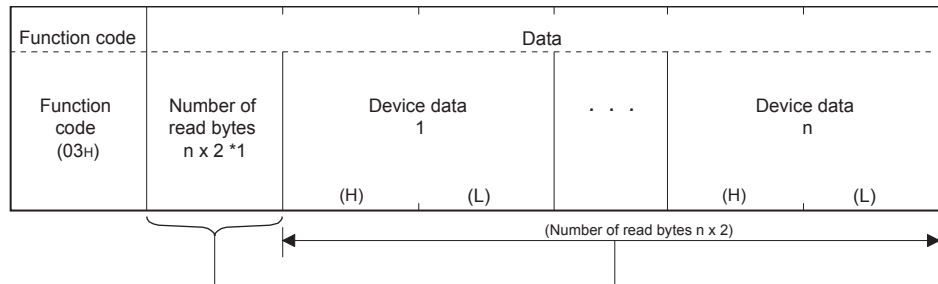 Function code
Data
Function
code
(03H)
Number of
read bytes
n x 2 *1
Device data
1
. . .
Device data
n
(H)
(L)
(H)
(L)
(Number of read bytes n x 2)